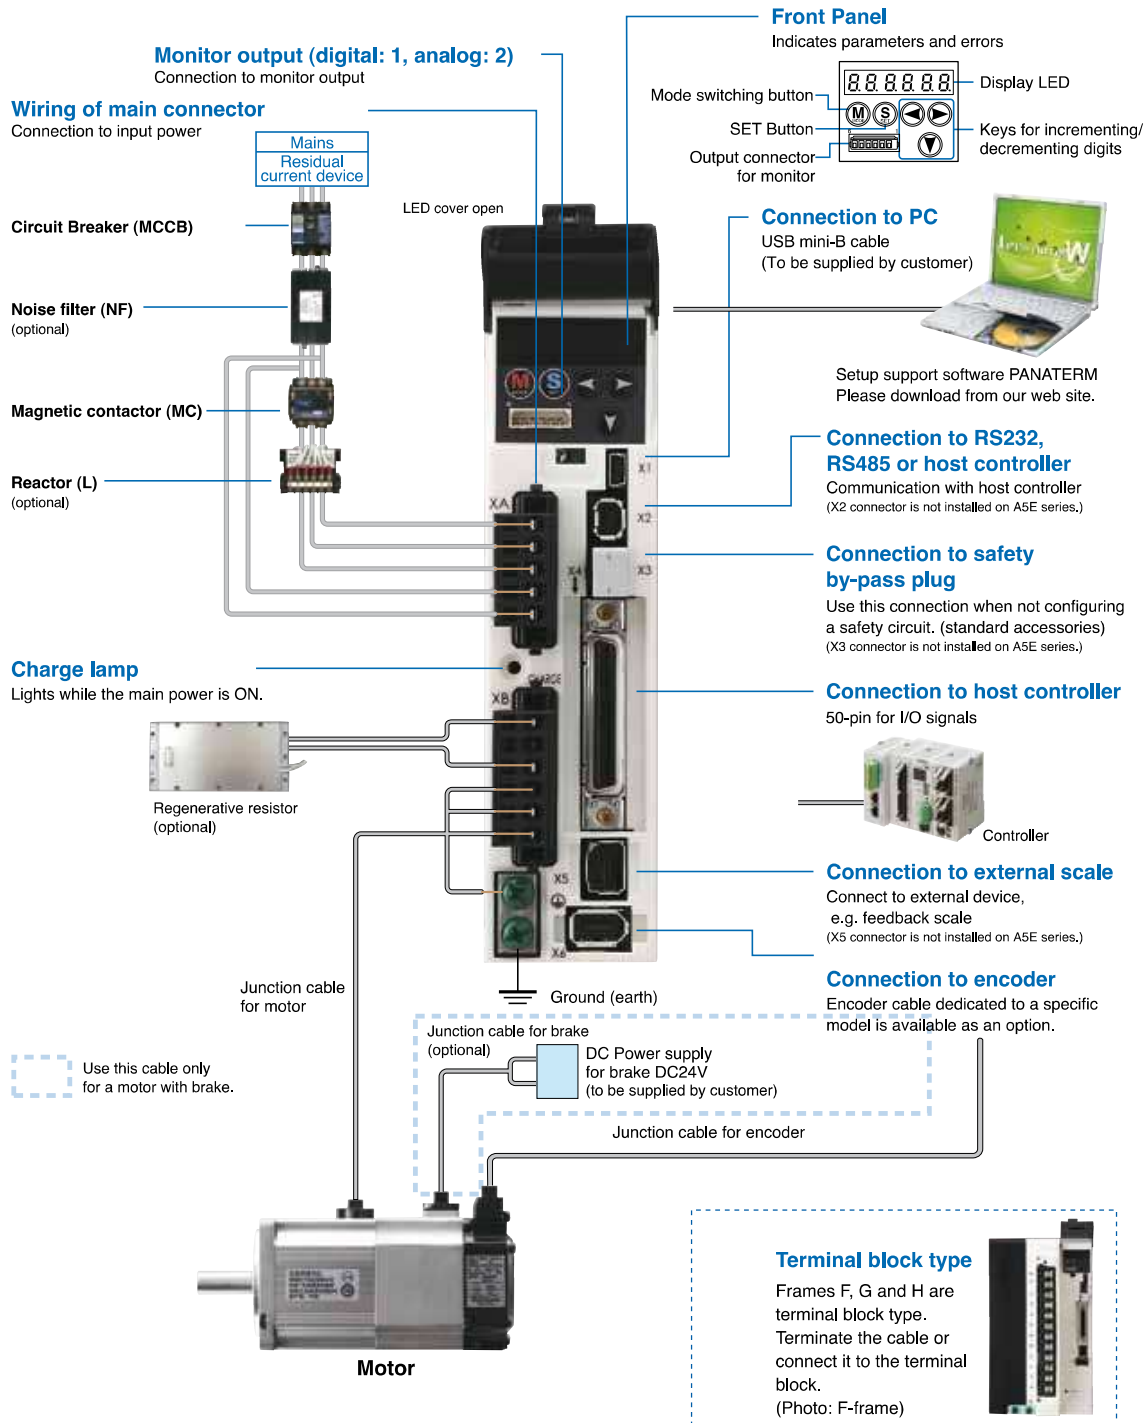 Front Panel
Indicates parameters and errors
Monitor output (digital: 1, analog: 2)
Connection to monitor output
Display LED
Mode switching button
M
S
SET
SET Button
Keys for incrementing/
decrementing digits
Output connector
for monitor
Wiring of main connector
Connection to input power
Mains
Residual
current device
LED cover open
Circuit Breaker (MCCB)
Connection to PC
USB mini-B cable
(To be supplied by customer)
Noise filter (NF)
(optional)
Setup support software PANATERM
Please download from our web site.
M
S
Magnetic contactor (MC)
Connection to RS232,
RS485 or host controller
Communication with host controller
(X2 connector is not installed on A5E series.)
Reactor (L)
(optional)
X1
XA
X2
X3
X4
Connection to safety
by-pass plug
Use this connection when not configuring
a safety circuit. (standard accessories)
(X3 connector is not installed on A5E series.)
Charge lamp
Lights while the main power is ON.
CHARGE
XB
Connection to host controller
50-pin for I/O signals
Regenerative resistor
(optional)
Controller
X5
Connection to external scale
Connect to external device,
e.g. feedback scale
(X5 connector is not installed on A5E series.)
X6
Connection to encoder
Encoder cable dedicated to a specific
model is available as an option.
Junction cable
for motor
Ground (earth)
Junction cable for brake
(optional)
DC Power supply
for brake DC24V
(to be supplied by customer)
Use this cable only
for a motor with brake.
Junction cable for encoder
Motor
Terminal block type
Frames F, G and H are
terminal block type.
Terminate the cable or
connect it to the terminal
block.
(Photo: F-frame)